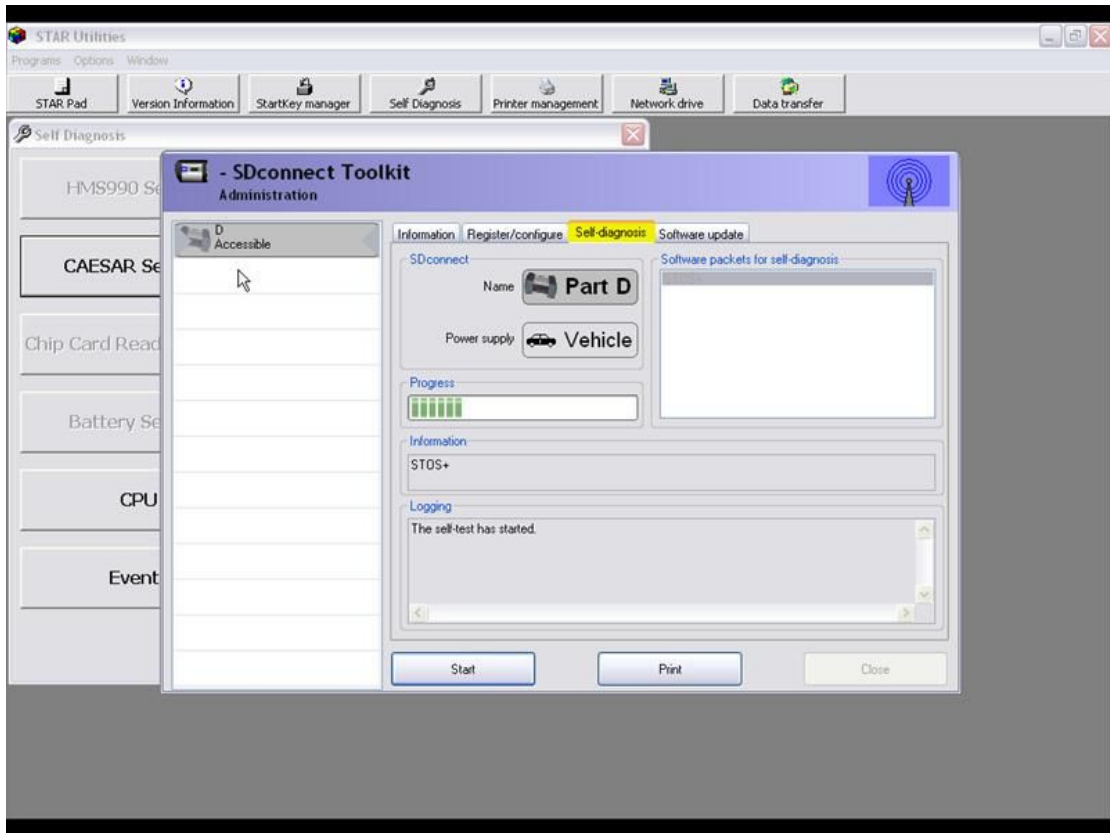 STAR Utilities
Programs Options Window
STAR Pad
Version Information
StartKey manager
Self Diagnosis
Printer management
Network drive
Data transfer
Self Diagnosis
HMS990 Se
CAESAR Se
Chip Card Read
Battery Se
CPU
Event
- SDconnect Toolkit
Administration
D
Accessible
Information
Register/configure
Self-diagnosis
Software update
SDconnect
Name
Part D
Power supply
Vehicle
Software packets for self-diagnosis
STOS+
Progress
Information
STOS+
Logging
The self-test has started.
Start
Print
Close